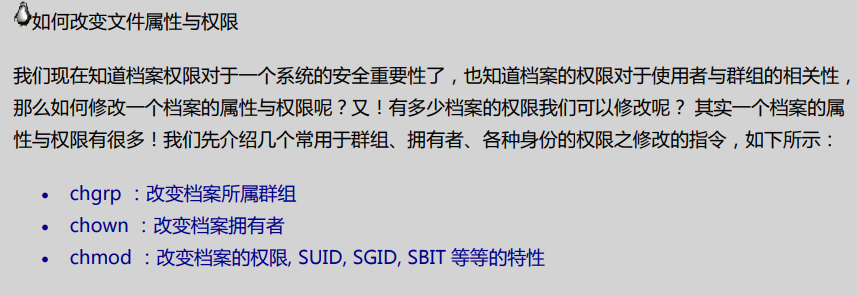 如何改变文件属性与权限
我们现在知道档案权限对于一个系统的安全重要性了，也知道档案的权限对于使用者与群组的相关性，
那么如何修改一个档案的属性与权限呢？又！有多少档案的权限我们可以修改呢？ 其实一个档案的属
性与权限有很多！我们先介绍几个常用于群组、拥有者、各种身份的权限之修改的指令，如下所示：
• chgrp ：改变档案所属群组
• chown ：改变档案拥有者
• chmod ：改变档案的权限, SUID, SGID, SBIT 等等的特性